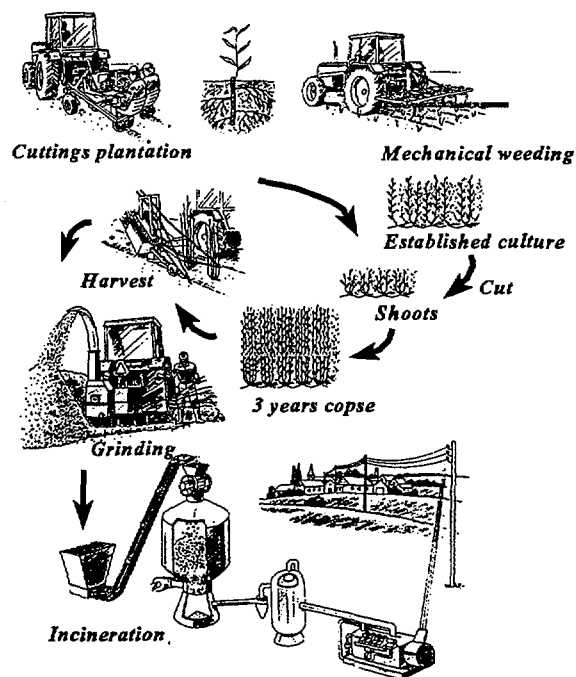 Cuttings plantation
Mechanical weeding
Established culture
Cut
Shoots
Harvest
3 years copse
Grinding
Incineration